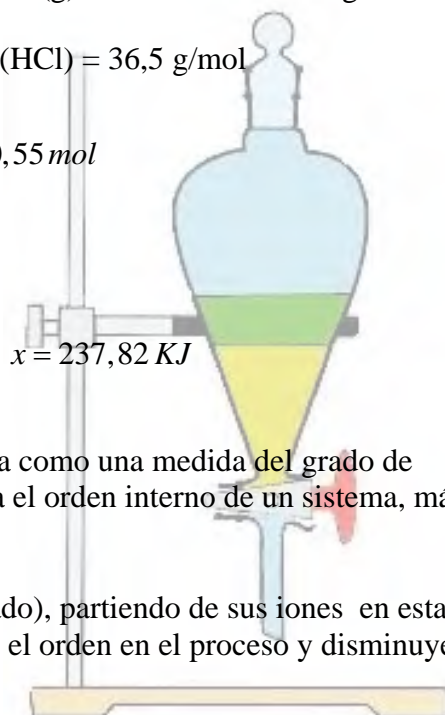 (HCl) = 36,5 g/mol
,55 mol
x = 237,82 KJ
a como una medida del grado de
a el orden interno de un sistema, má
do), partiendo de sus iones en esta
el orden en el proceso y disminuye